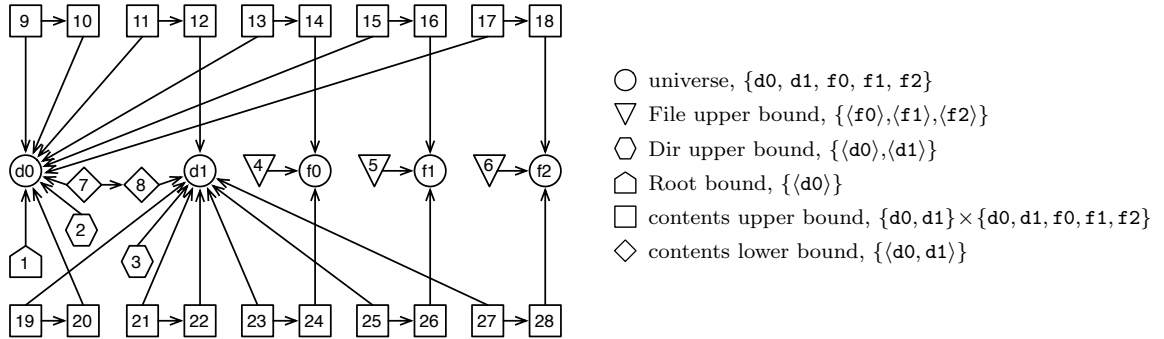 9 10 11 12 13 14 15 16 17 18
d0 7 8 d1 4 f0 5 f1 6 f2
2
1 3
19 20 21 22 23 24 25 26 27 28
universe, {d0, d1, f0, f1, f2}
File upper bound, {⟨f0⟩,⟨f1⟩,⟨f2⟩}
Dir upper bound, {⟨d0⟩,⟨d1⟩}
Root bound, {⟨d0⟩}
contents upper bound, {d0, d1}×{d0, d1, f0, f1, f2}
contents lower bound, {⟨d0, d1⟩}